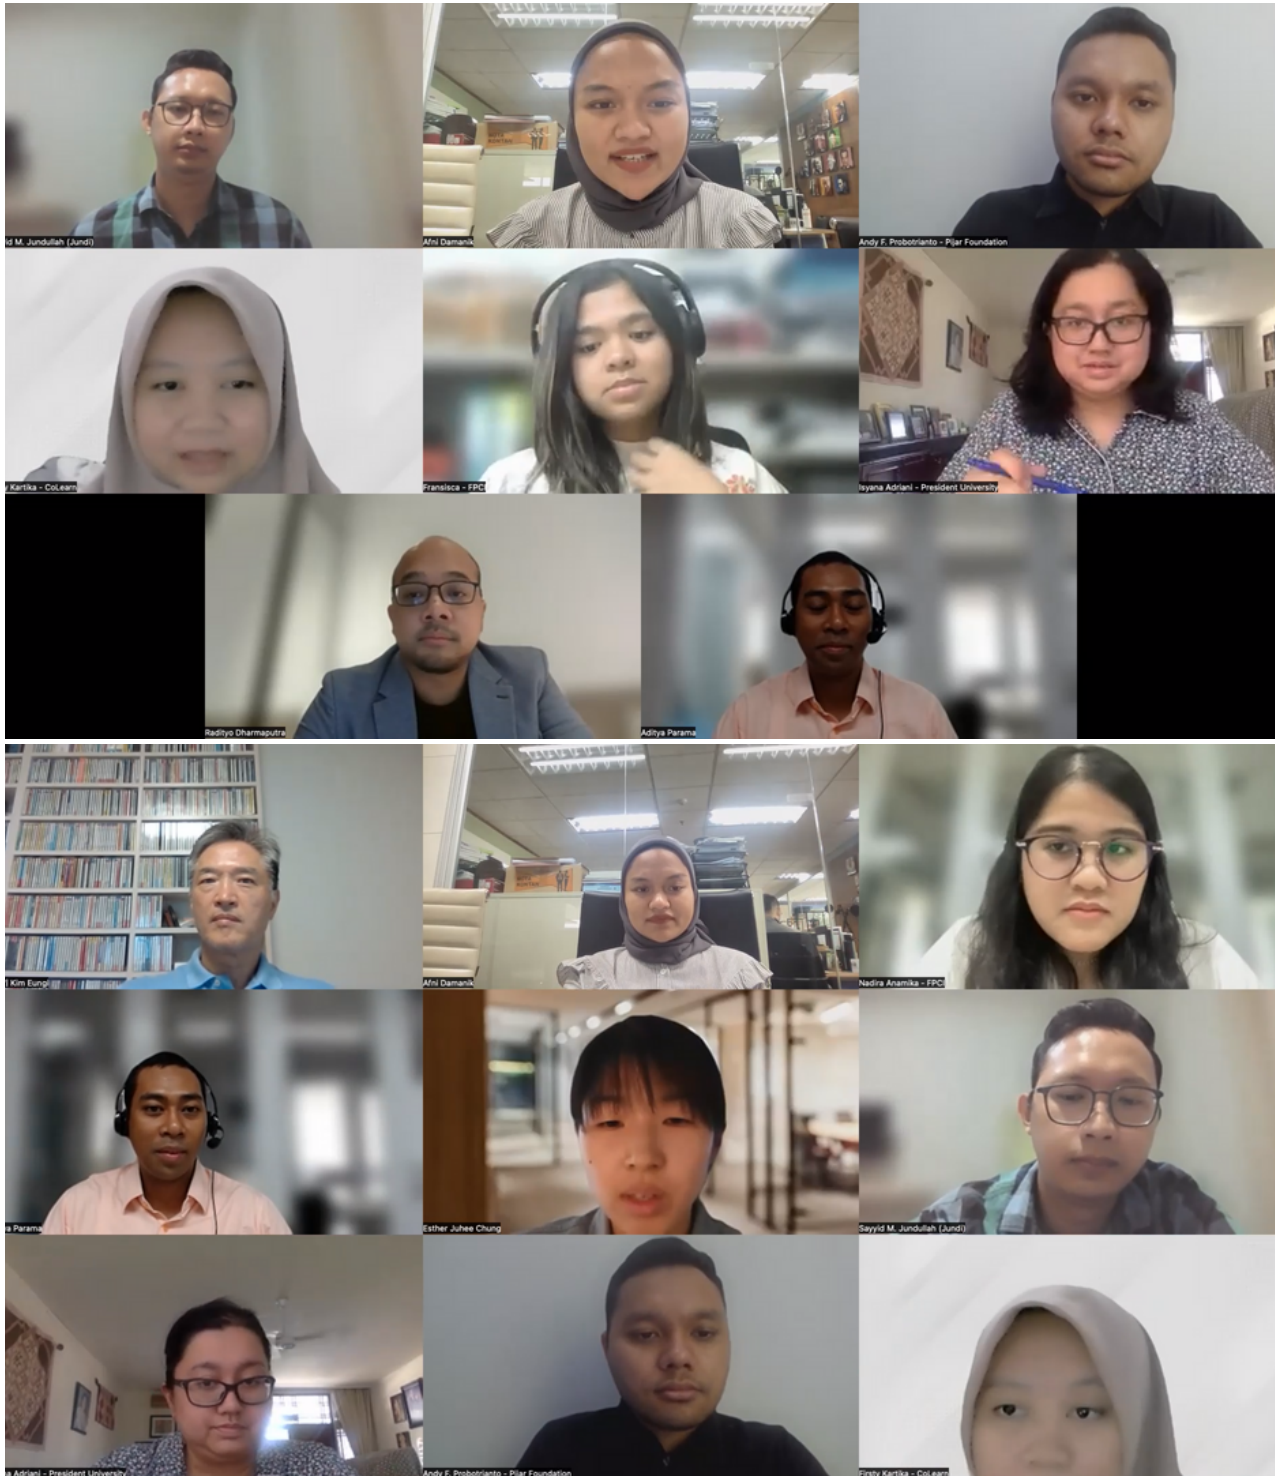 id M. Jundullah (Jundi)
Afni Damanik
Andy F. Probotrianto - Pijar Foundation
y Kartika - CoLearn
Fransisca - FPCI
Isyana Adriani - President University
Radityo Dharmaputra
Aditya Parama
Kim Eungi
Afni Damanik
Nadira Anamika - FPCI
a Parama
Esther Juhee Chung
Sayyid M. Jundullah (Jundi)
a Adriani - President University
Andy F. Probotrianto - Pijar Foundation
Firsty Kartika - CoLearn